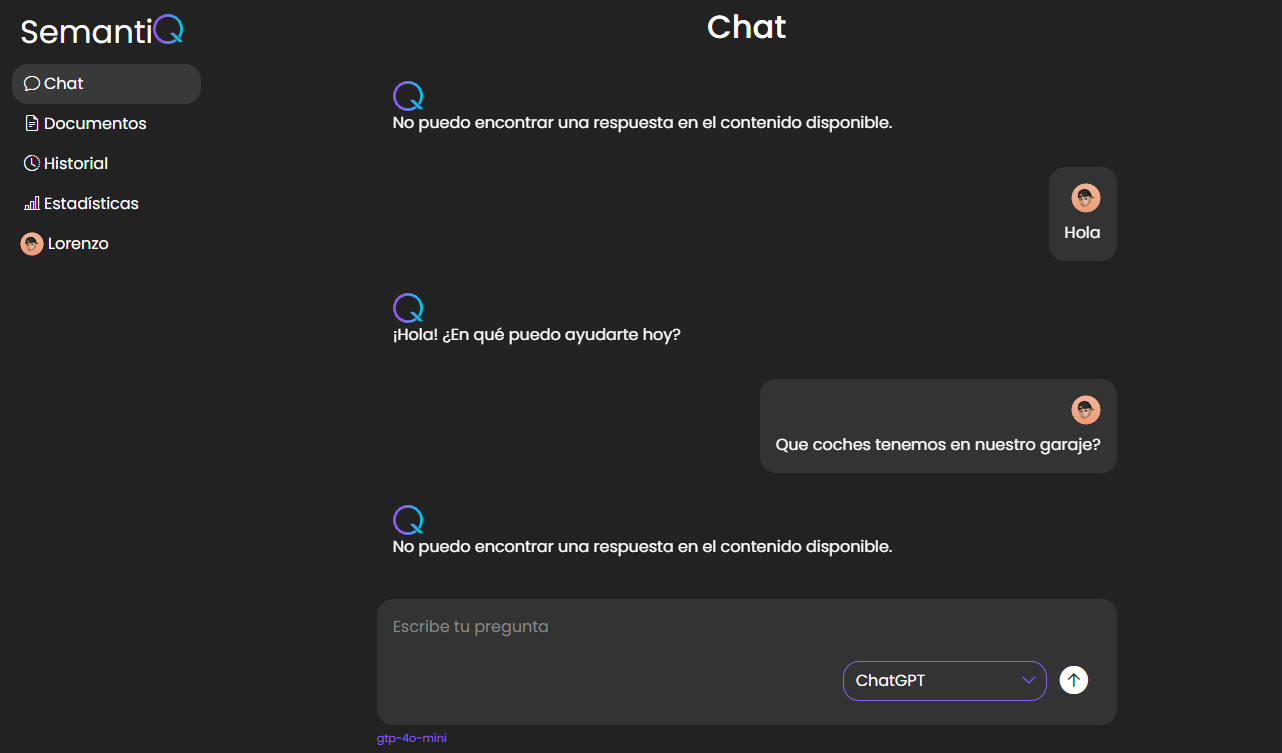 SemantiQ
Chat
Documentos
Historial
Estadísticas
Lorenzo
Chat
No puedo encontrar una respuesta en el contenido disponible.
Hola
¡Hola! ¿En qué puedo ayudarte hoy?
Que coches tenemos en nuestro garaje?
No puedo encontrar una respuesta en el contenido disponible.
Escribe tu pregunta
ChatGPT
gtp-4o-mini